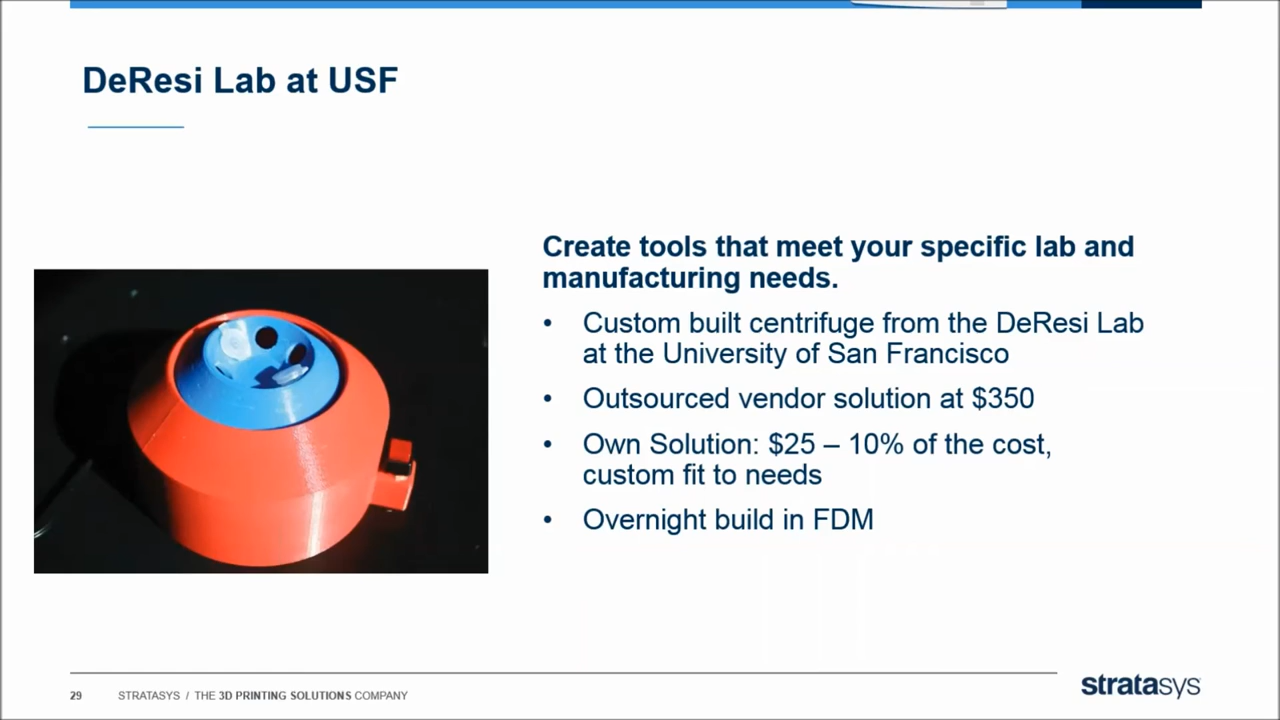 DeResi Lab at USF
Create tools that meet your specific lab and
manufacturing needs.
• Custom built centrifuge from the DeResi Lab
at the University of San Francisco
• Outsourced vendor solution at $350
• Own Solution: $25 – 10% of the cost,
custom fit to needs
• Overnight build in FDM
29 STRATASYS / THE 3D PRINTING SOLUTIONS COMPANY
stratasys